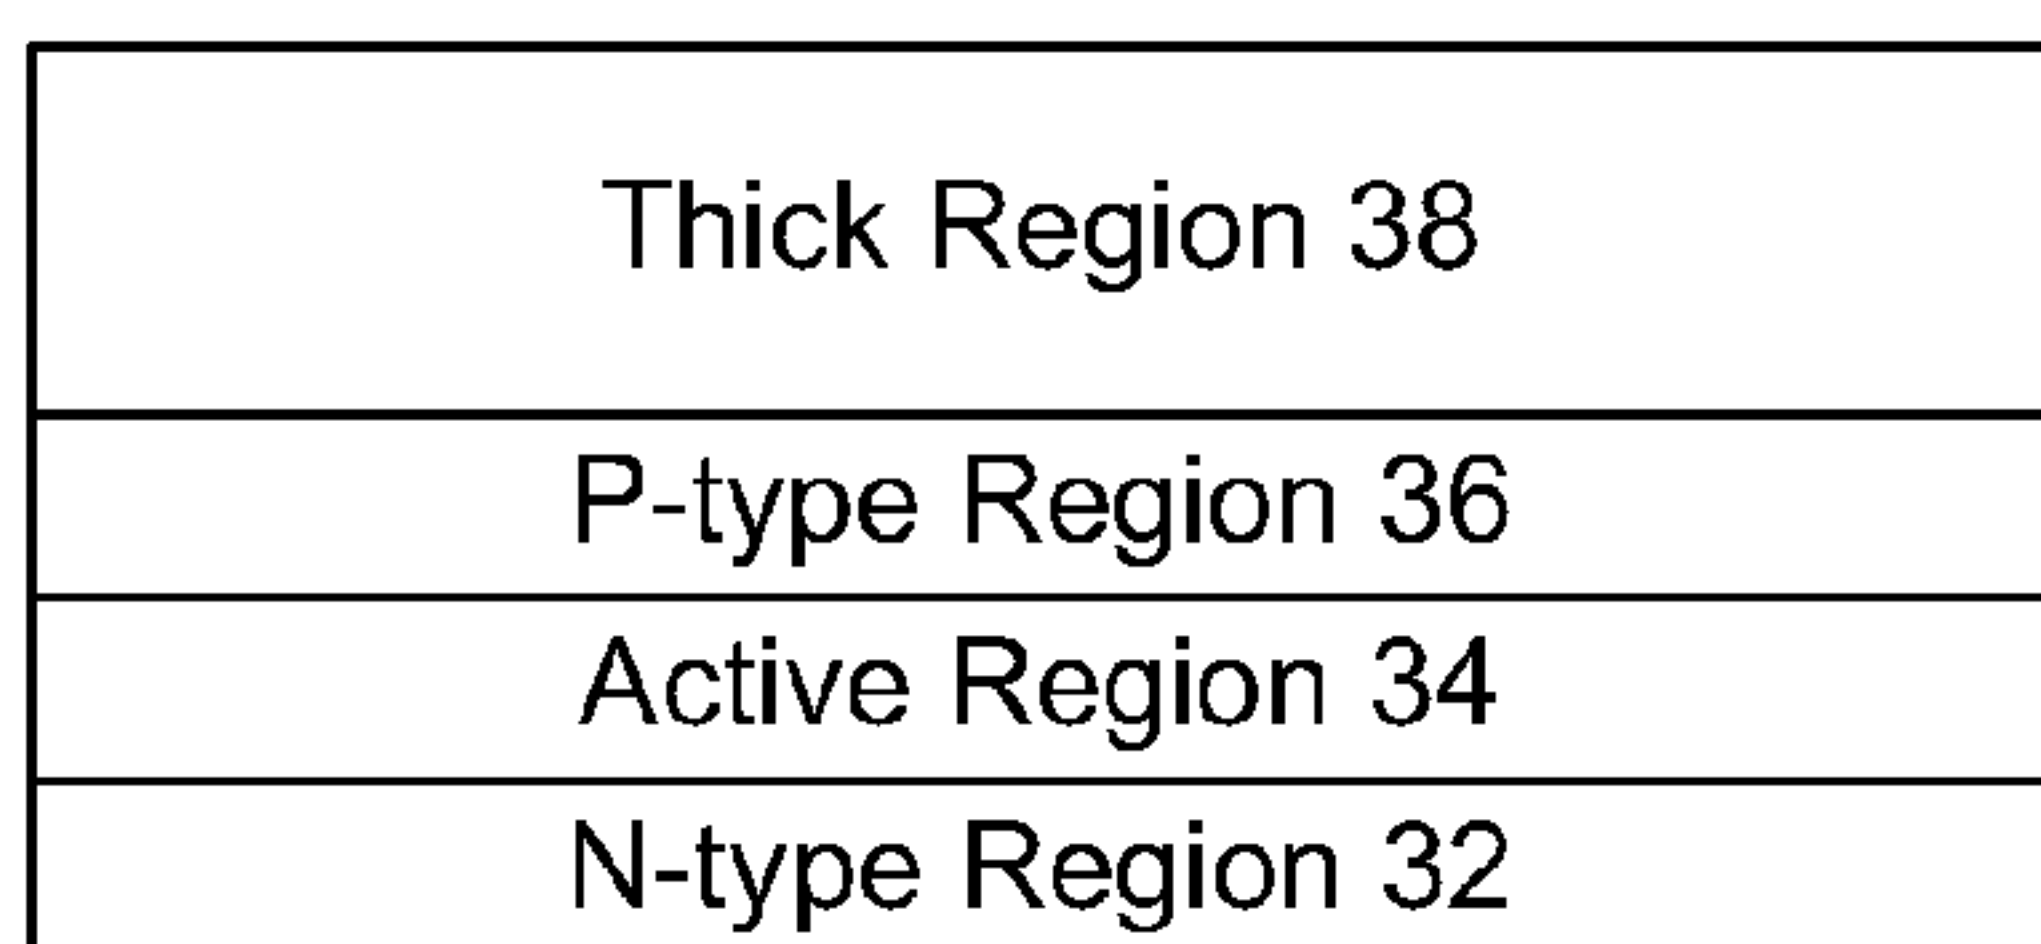 Thick Region 38
P-type Region 36
Active Region 34
N-type Region 32